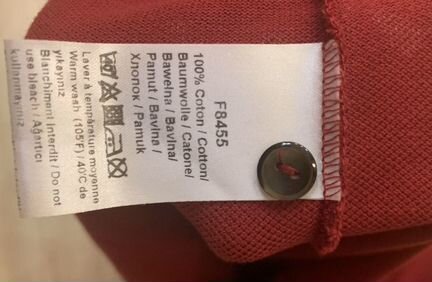 F8455
100% Coton / Cotton/
Baumwolle / Catone/
Bawełna / Bavlna/
Pamut / Bavlna /
Хлопок / Pamuk
Laver à température moyenne
Warm wash (105°F) / 40°C de
yıkayınız
Blanchiment Interdit / Do not
use bleach / Ağartıcı
kullanmayınız